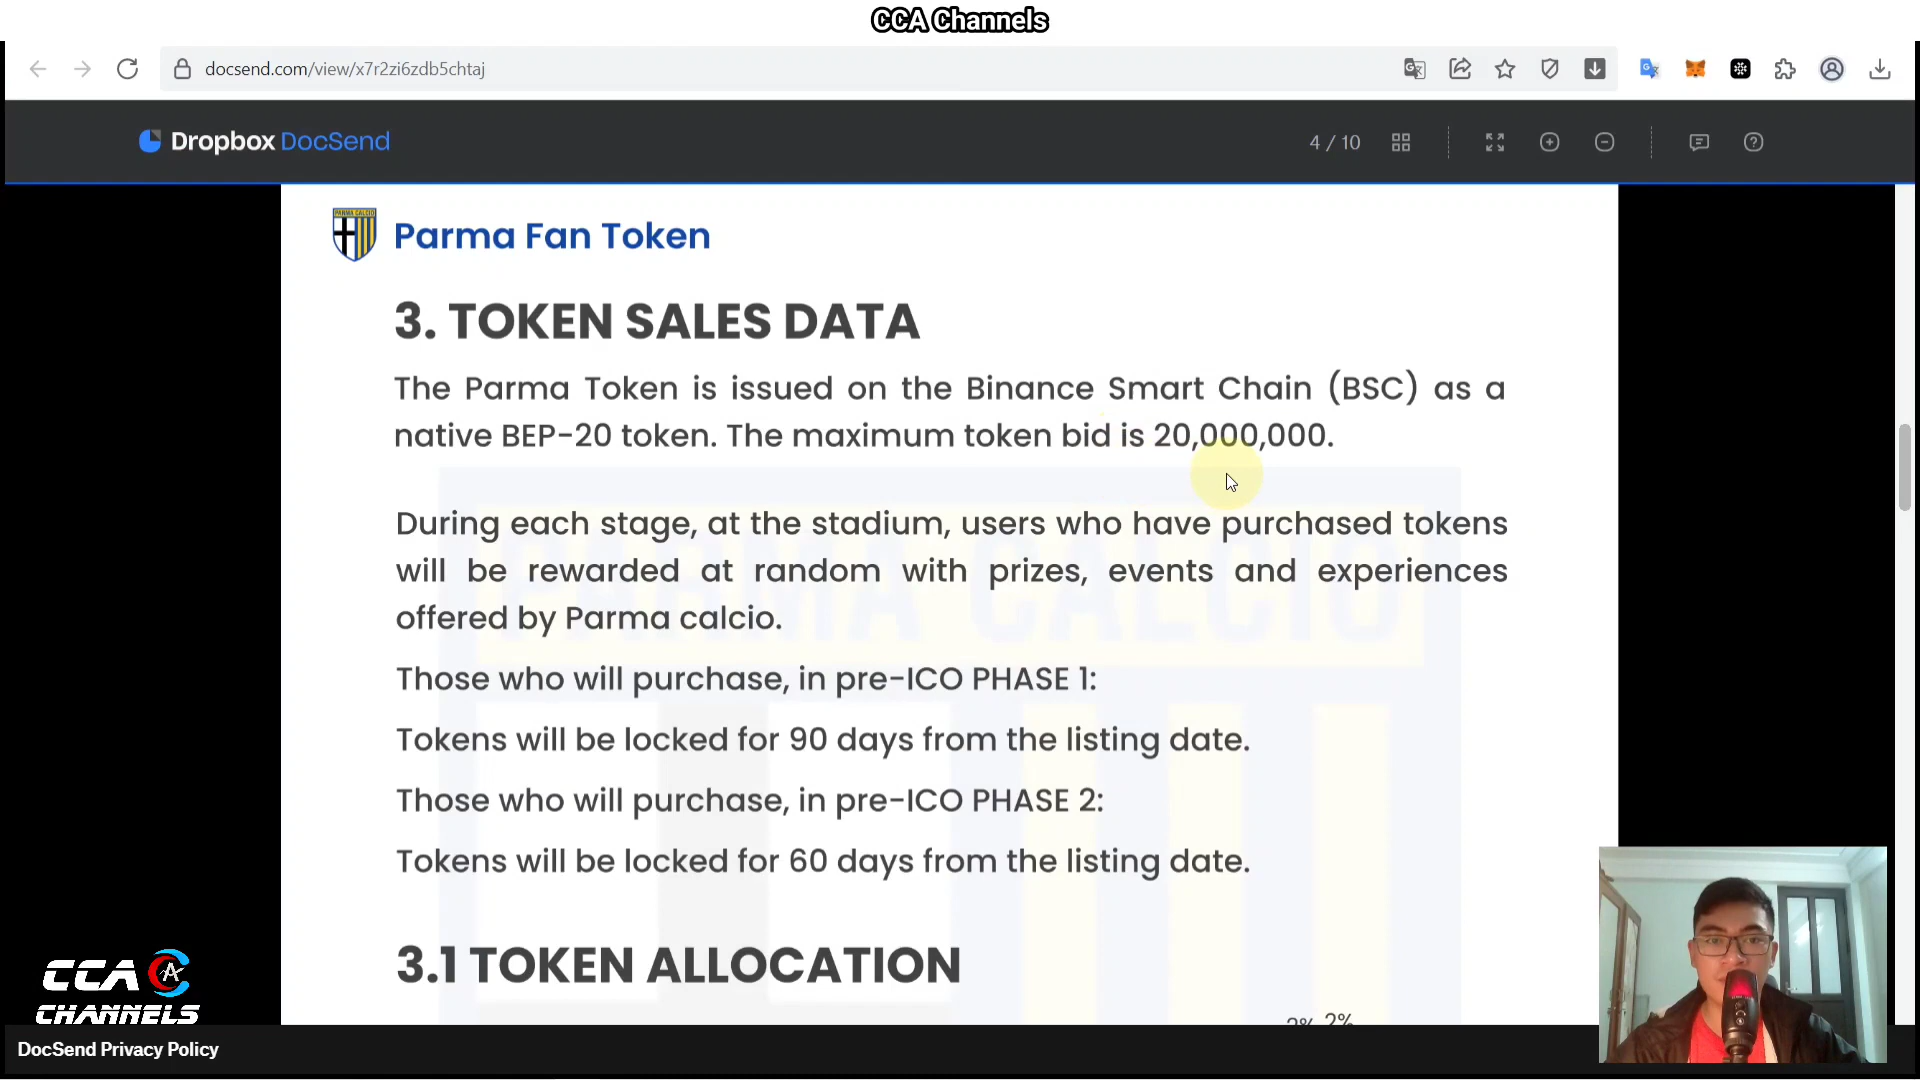 CCA Channels
docsend.com/view/x7r2zi6zdb5chtaj
Dropbox DocSend
4 / 10
PARMA CALCIO
Parma Fan Token
3. TOKEN SALES DATA
The Parma Token is issued on the Binance Smart Chain (BSC) as a
native BEP-20 token. The maximum token bid is 20,000,000.
During each stage, at the stadium, users who have purchased tokens
will be rewarded at random with prizes, events and experiences
offered by Parma calcio.
PARMA CALCIO
Those who will purchase, in pre-ICO PHASE 1:
Tokens will be locked for 90 days from the listing date.
Those who will purchase, in pre-ICO PHASE 2:
Tokens will be locked for 60 days from the listing date.
3.1 TOKEN ALLOCATION
2%
CCA CA
CHANNELS
DocSend Privacy Policy